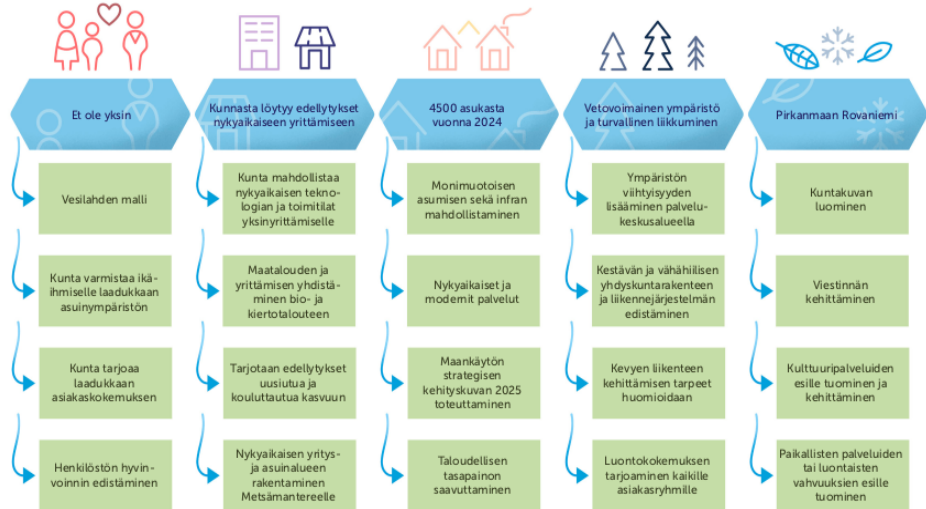 Et ole yksin
Kunnasta löytyy edellytykset
nykyaikaiseen yrittämiseen
4500 asukasta
vuonna 2024
Vetovoimainen ympäristö
ja turvallinen liikkuminen
Pirkanmaan Rovaniemi
Vesilahden malli
Kunta mahdollistaa
nykyaikaisen tekno-
logian ja toimitilat
yksinyrittämiselle
Monimuotoisen
asumisen sekä infran
mahdollistaminen
Ympäristön
viihtyisyyden
lisääminen palvelu-
keskusalueella
Kuntakuvan
luominen
Kunta varmistaa ikä-
ihmiselle laadukkaan
asuinympäristön
Maatalouden ja
yrittämisen yhdistä-
minen bio- ja
kiertotalouteen
Nykyaikaiset ja
modernit palvelut
Kestävän ja vähähiilisen
yhdyskuntarakenteen
ja liikennejärjestelmän
edistäminen
Viestinnän
kehittäminen
Kunta tarjoaa
laadukkaan
asiakaskokemuksen
Tarjotaan edellytykset
uusiutua ja
kouluttautua kasvuun
Maankäytön
strategisen
kehityskuvan 2025
toteuttaminen
Kevyen liikenteen
kehittämisen tarpeet
huomioidaan
Kulttuuripalveluiden
esille tuominen ja
kehittäminen
Henkilöstön hyvin-
voinnin edistäminen
Nykyaikaisen yritys-
ja asuinalueen
rakentaminen
Metsämantereelle
Taloudellisen
tasapainon
saavuttaminen
Luontokokemuksen
tarjoaminen kaikille
asiakasryhmille
Paikallisten palveluiden
tai luontaisten
vahvuuksien esille
tuominen